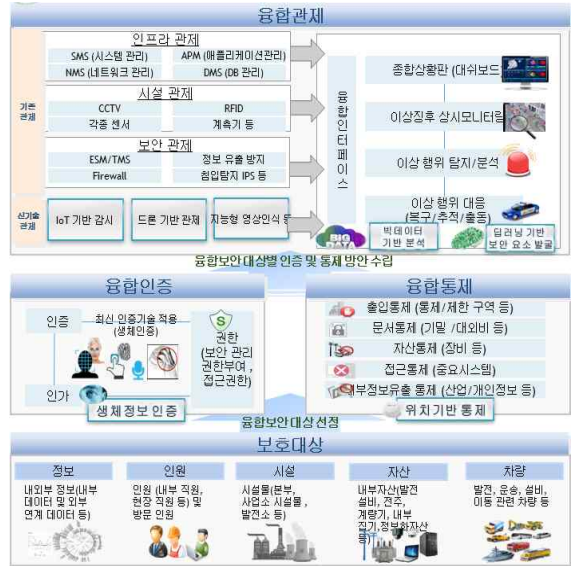 융합관제
인프라 관제
SMS (시스템 관리) APM (애플리케이션관리)
NMS (네트워크 관리) DMS (DB 관리)
기존
관제
시설 관제
CCTV RFID
각종 센서 계측기 등
보안 관제
ESM/TMS 정보 유출 방지
Firewall 침입탐지 IPS 등
신기술
관제
IoT 기반 감시
드론 기반 관제
지능형 영상인식 등
융합인터페이스
종합상황판 (대쉬보드)
이상징후 상시모니터링
이상 행위 탐지/분석
이상 행위 대응
(복구/추적/출동)
BIG
DATA
빅데이터
기반 분석
딥러닝 기반
보안 요소 발굴
융합보안 대상별 인증 및 통제 방안 수립
융합인증
인증
최신 인증기술 적용
(생체인증)
S
권한
(보안 관리
권한부여,
접근권한)
인가
생체정보 인증
융합통제
출입통제 (통제/제한 구역 등)
문서통제 (기밀/대외비 등)
자산통제 (장비 등)
접근통제 (중요시스템)
내부정보유출 통제 (산업/개인정보 등)
위치기반 통제
융합보안 대상 선정
보호대상
정보
내외부 정보(내부
데이터 및 외부
연계 데이터 등)
인원
인원 (내부 직원,
현장 직원 등) 및
방문 인원
시설
시설물(본부,
사업소 시설물,
발전소 등)
자산
내부자산(발전
설비, 전주,
계량기, 내부
집기,정보화자산
등)
차량
발전, 운송, 설비,
이동 관련 차량 등